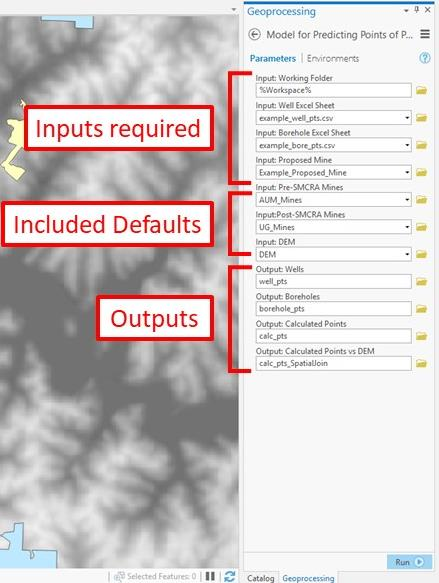 Geoprocessing
Model for Predicting Points of P...
Parameters | Environments
Input: Working Folder
%Workspace%
Input: Well Excel Sheet
example_well_pts.csv
Input: Borehole Excel Sheet
example_bore_pts.csv
Input: Proposed Mine
Example_Proposed_Mine
Input: Pre-SMCRA Mines
AUM_Mines
Input:Post-SMCRA Mines
UG_Mines
Input: DEM
DEM
Output: Wells
well_pts
Output: Boreholes
borehole_pts
Output: Calculated Points
calc_pts
Output: Calculated Points vs DEM
calc_pts_SpatialJoin
Inputs required
Included Defaults
Outputs
Run
Selected Features: 0
Catalog Geoprocessing